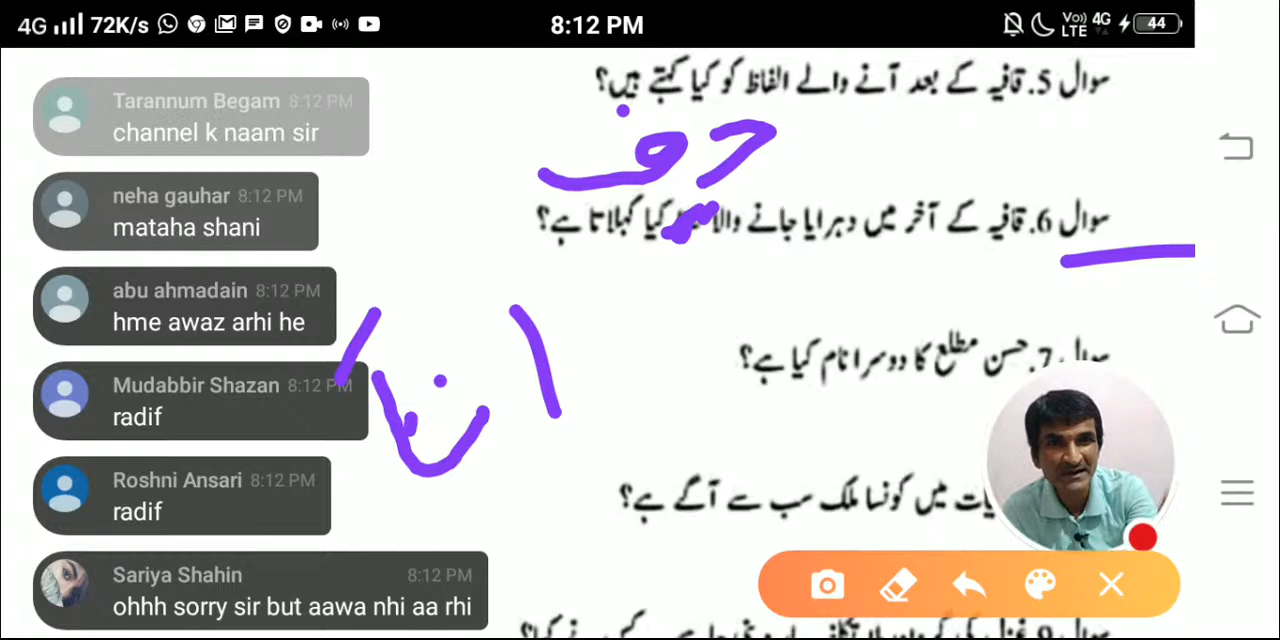 4G 72K/s 8:12 PM Vo) LTE 4G 44
Tarannum Begam 8:12 PM
channel k naam sir
neha gauhar 8:12 PM
mataha shani
abu ahmadain 8:12 PM
hme awaz arhi he
Mudabbir Shazan 8:12 PM
radif
Roshni Ansari 8:12 PM
radif
Sariya Shahin 8:12 PM
ohhh sorry sir but aawa nhi aa rhi
سوال 5. قافیہ کے بعد آنے والے الفاظ کو کیا کہتے ہیں؟
حرف
سوال 6. قافیہ کے آخر میں دہرایا جانے والا کیا کہلاتا ہے؟
سوال 7. حسن مطلع کا دوسرا نام کیا ہے؟
میں کونسا ملک سب سے آگے ہے؟